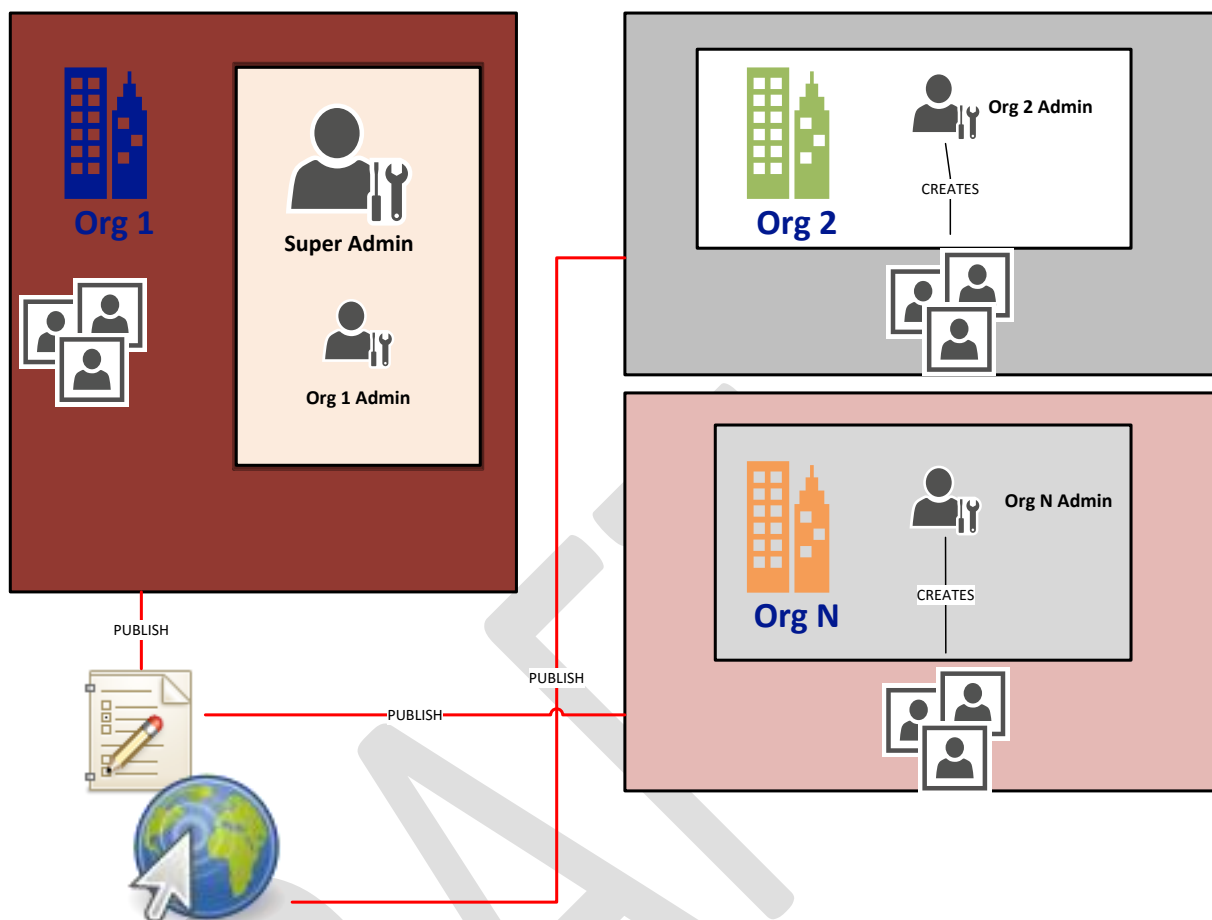 Org 1
Super Admin
Org 1 Admin
PUBLISH
Org 2
Org 2 Admin
CREATES
Org N
Org N Admin
CREATES
PUBLISH
PUBLISH
DRAFT